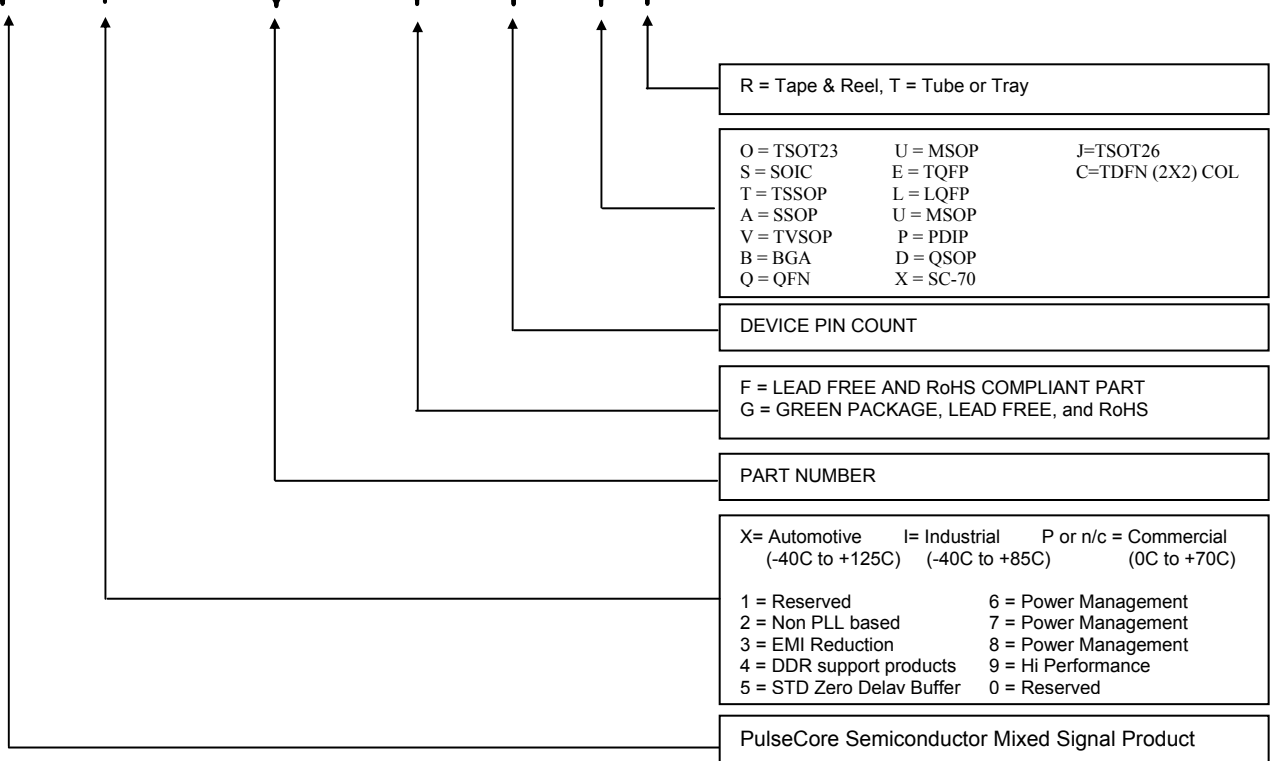 R = Tape & Reel, T = Tube or Tray
O = TSOT23 U = MSOP J=TSOT26
S = SOIC E = TQFP C=TDFN (2X2) COL
T = TSSOP L = LQFP
A = SSOP U = MSOP
V = TVSOP P = PDIP
B = BGA D = QSOP
Q = QFN X = SC-70
DEVICE PIN COUNT
F = LEAD FREE AND RoHS COMPLIANT PART
G = GREEN PACKAGE, LEAD FREE, and RoHS
PART NUMBER
X= Automotive I= Industrial P or n/c = Commercial
(-40C to +125C) (-40C to +85C) (0C to +70C)
1 = Reserved 6 = Power Management
2 = Non PLL based 7 = Power Management
3 = EMI Reduction 8 = Power Management
4 = DDR support products 9 = Hi Performance
5 = STD Zero Delay Buffer 0 = Reserved
PulseCore Semiconductor Mixed Signal Product